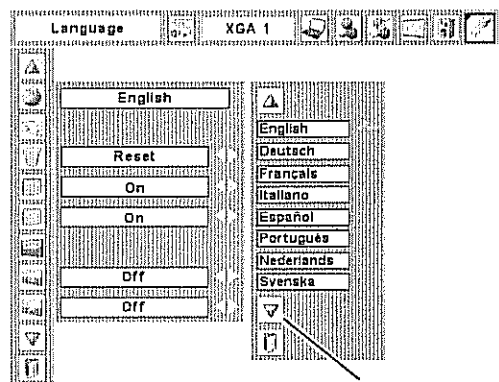 Language
XGA 1
English
Reset
On
On
Off
Off
English
Deutsch
Français
Italiano
Español
Português
Nederlands
Svenska